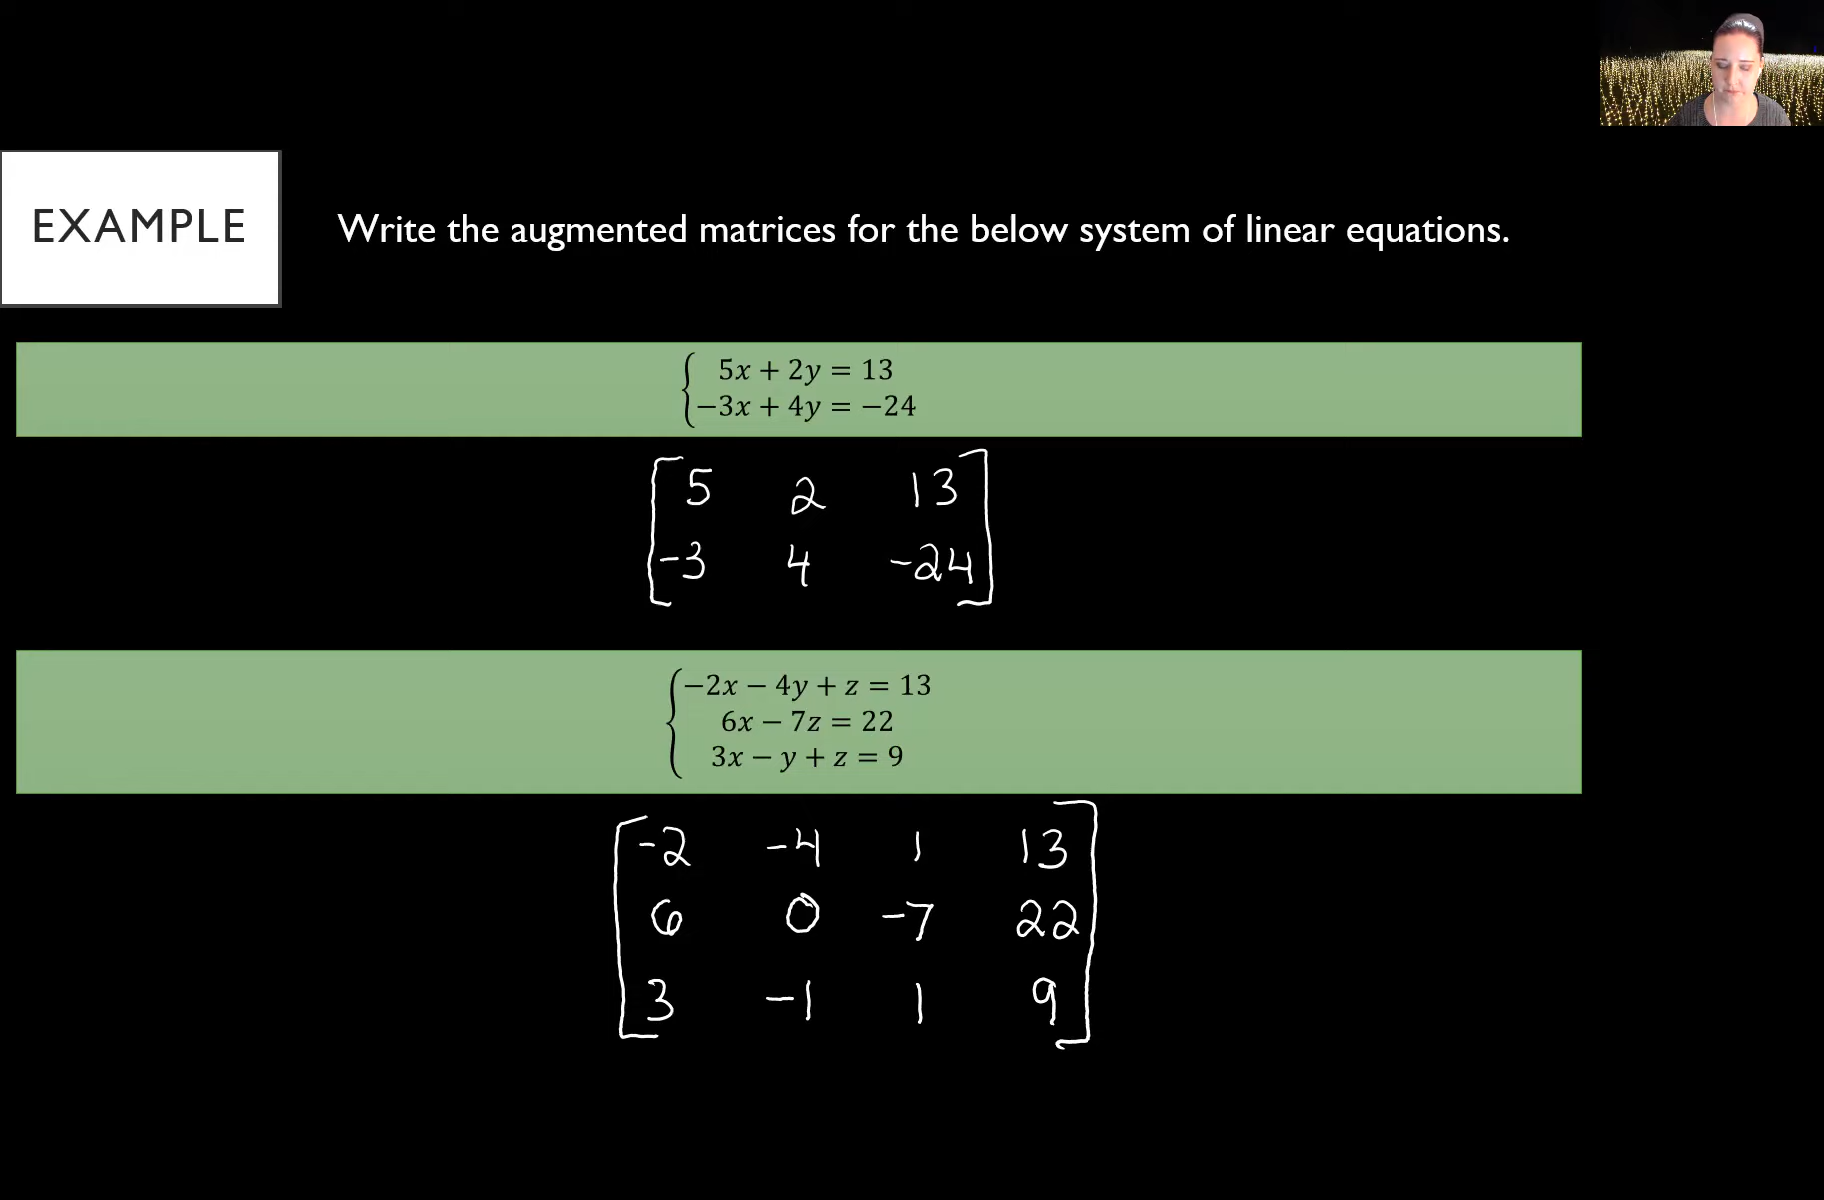 EXAMPLE
Write the augmented matrices for the below system of linear equations.
5x + 2y = 13
−3x + 4y = −24
5 2 13
-3 4 -24
−2x − 4y + z = 13
6x − 7z = 22
3x − y + z = 9
-2 -4 1 13
6 0 -7 22
3 -1 1 9